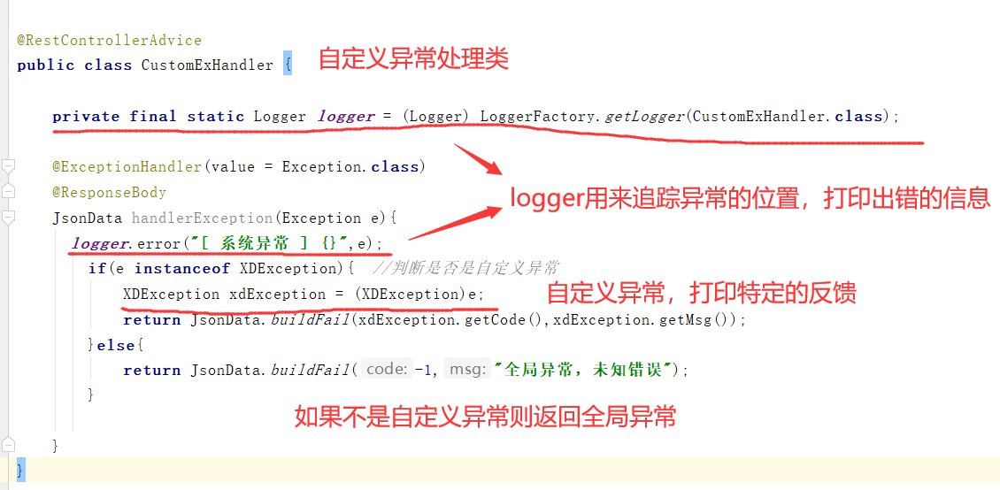 @RestControllerAdvice
public class CustomExHandler {
自定义异常处理类
private final static Logger logger = (Logger) LoggerFactory.getLogger(CustomExHandler.class);
@ExceptionHandler(value = Exception.class)
@ResponseBody
logger用来追踪异常的位置，打印出错的信息
JsonData handlerException(Exception e){
logger.error("[ 系统异常 ] {}",e);
if(e instanceof XDException){ //判断是否是自定义异常
XDException xdException = (XDException)e;
自定义异常，打印特定的反馈
return JsonData.buildFail(xdException.getCode(),xdException.getMsg());
}else{
return JsonData.buildFail( code: -1, msg: "全局异常，未知错误");
}
如果不是自定义异常则返回全局异常
}
}